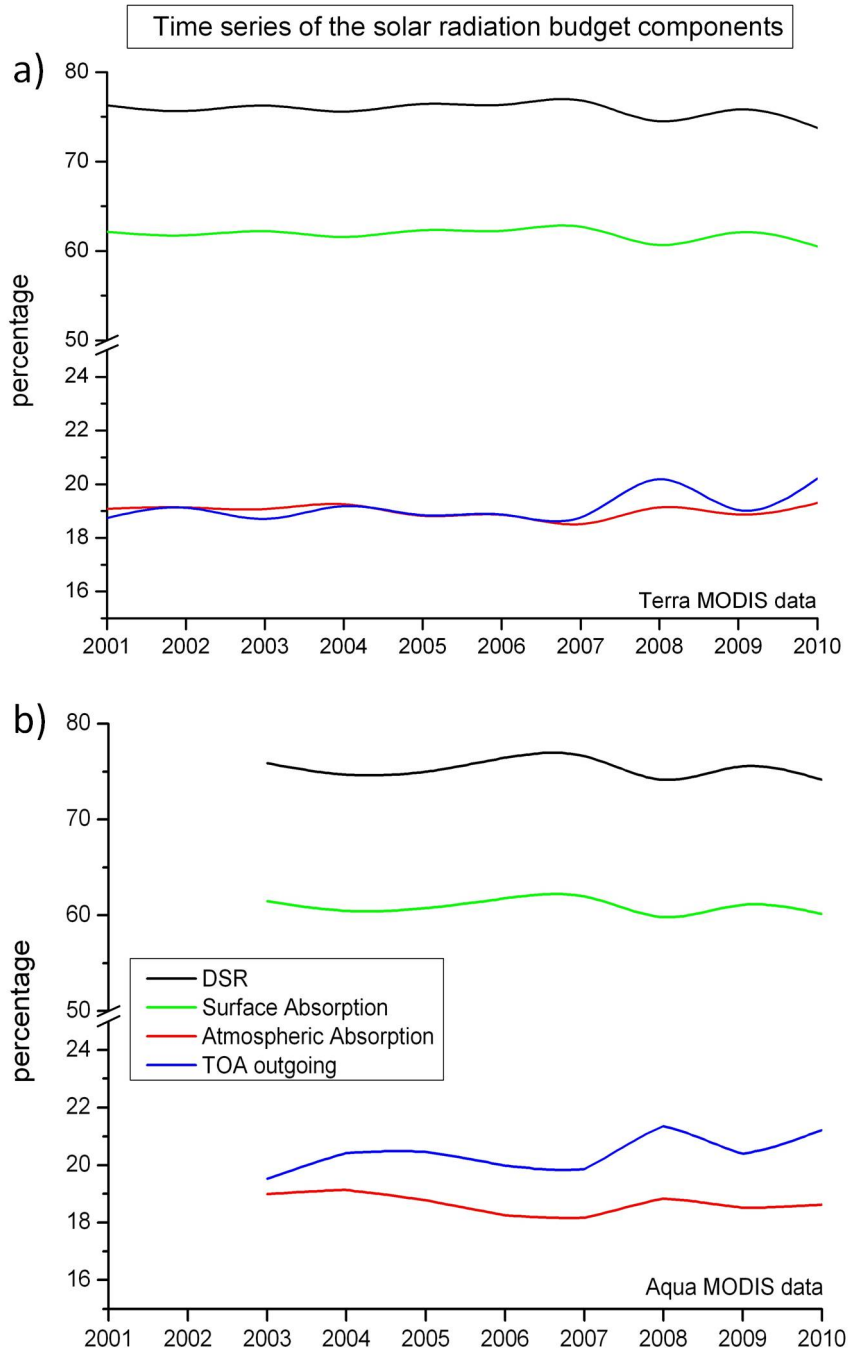 Time series of the solar radiation budget components
a)
80
70
60
50
24
22
20
18
16
percentage
Terra MODIS data
2001 2002 2003 2004 2005 2006 2007 2008 2009 2010
b)
80
70
60
50
24
22
20
18
16
percentage
DSR
Surface Absorption
Atmospheric Absorption
TOA outgoing
Aqua MODIS data
2001 2002 2003 2004 2005 2006 2007 2008 2009 2010